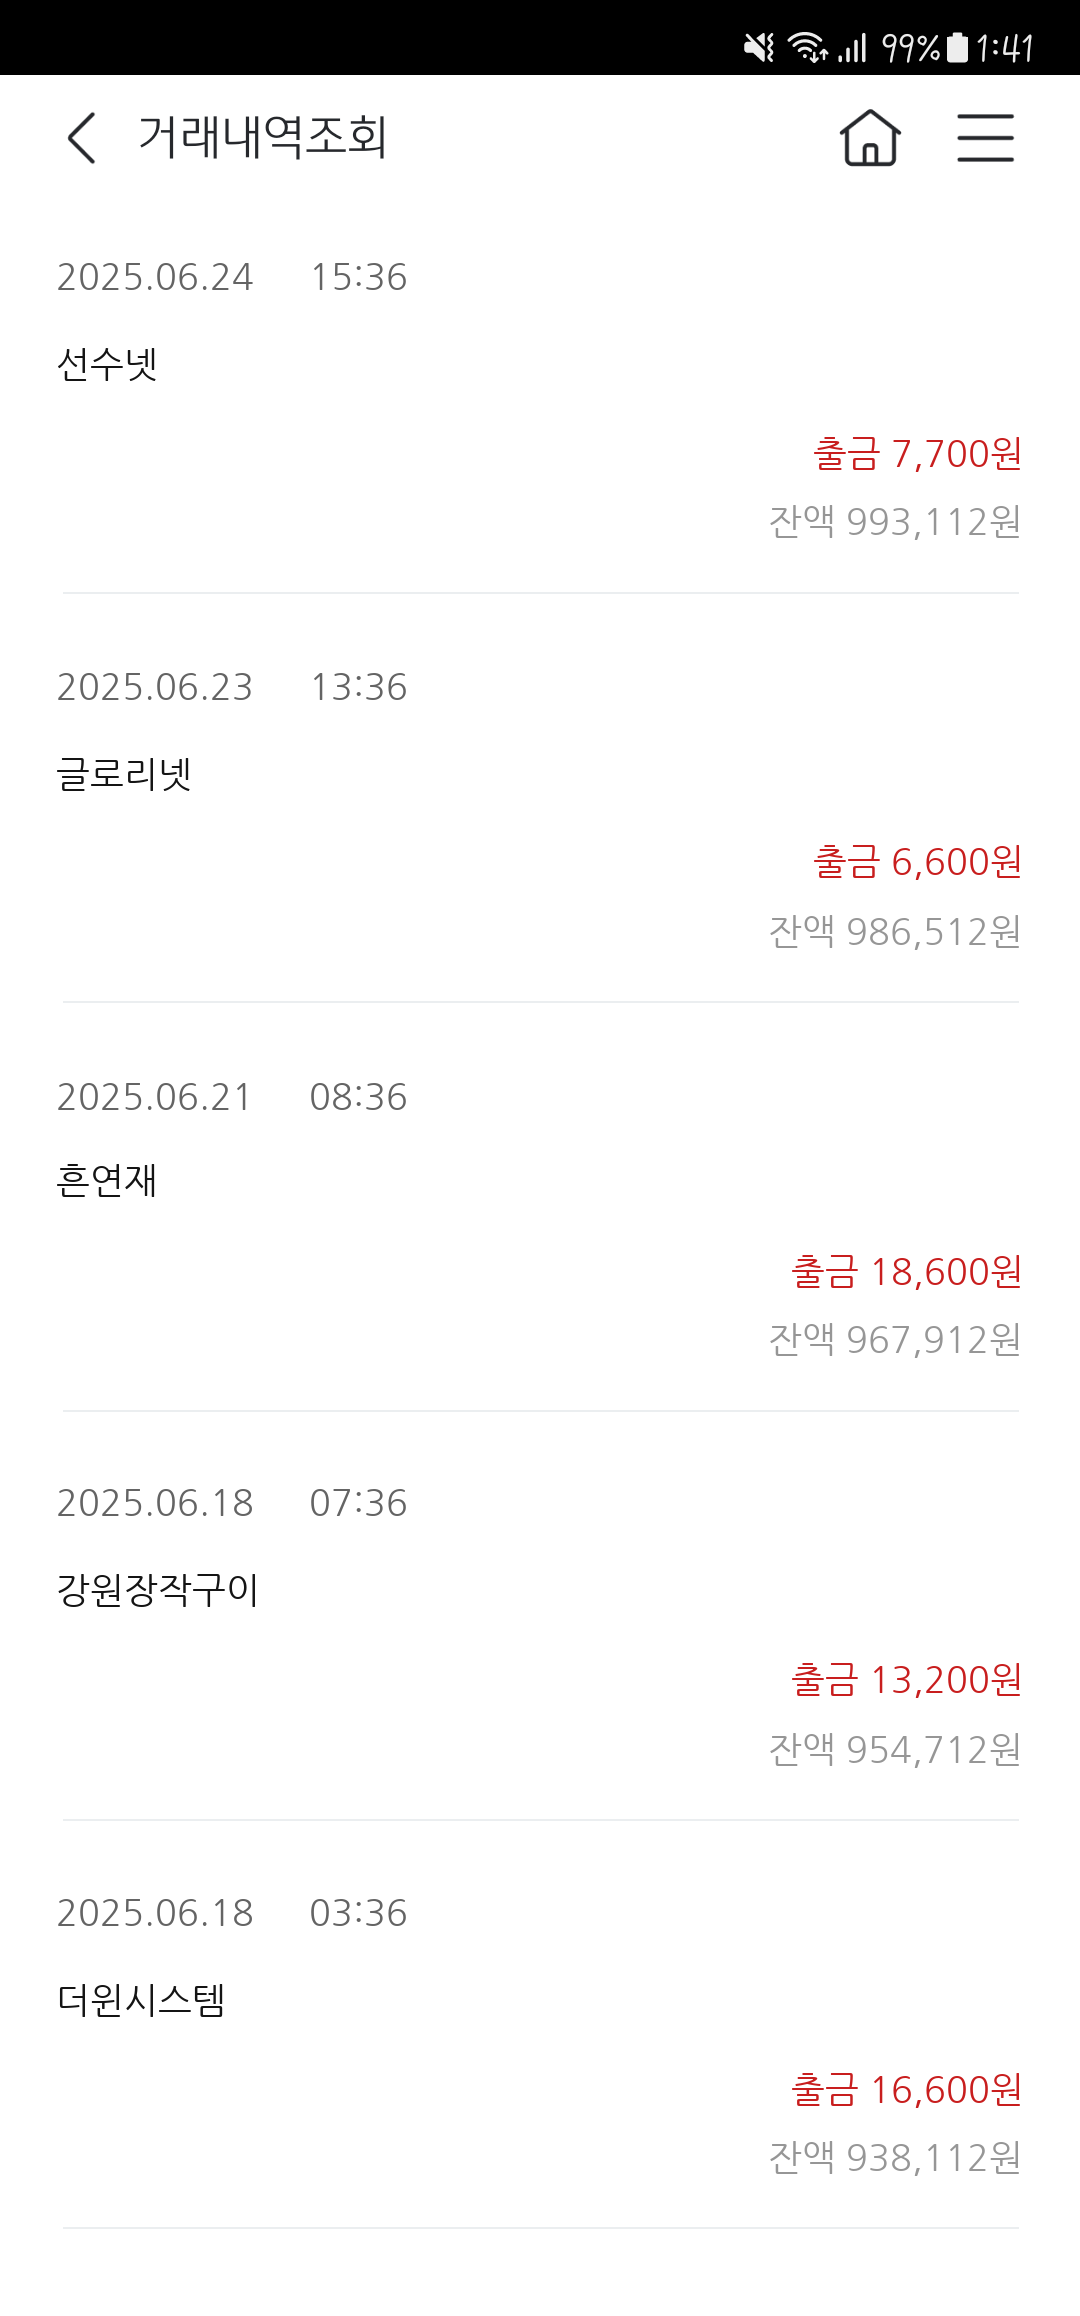 99% 1:41
거래내역조회
2025.06.24 15:36
선수넷
출금 7,700원
잔액 993,112원
2025.06.23 13:36
글로리넷
출금 6,600원
잔액 986,512원
2025.06.21 08:36
흔연재
출금 18,600원
잔액 967,912원
2025.06.18 07:36
강원장작구이
출금 13,200원
잔액 954,712원
2025.06.18 03:36
더윈시스템
출금 16,600원
잔액 938,112원